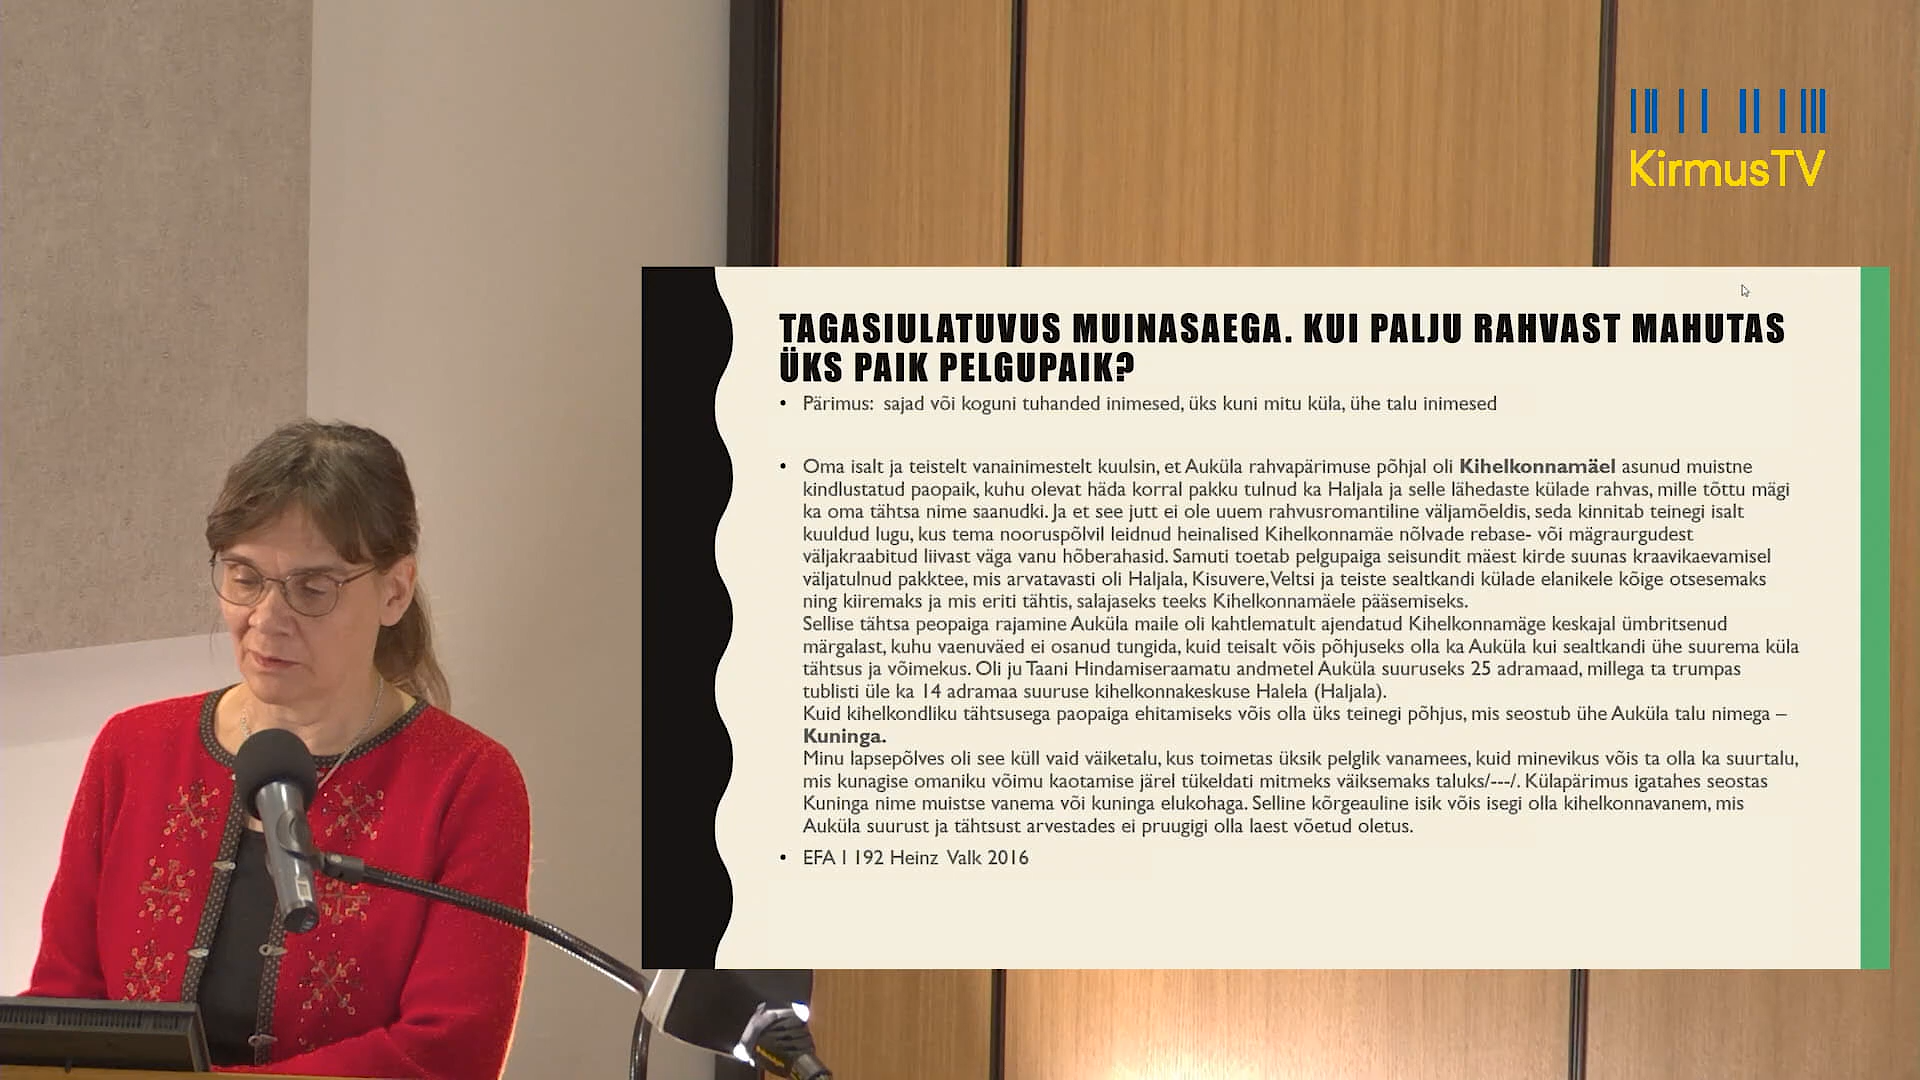 KirmusTV
TAGASIULATUVUS MUINASAEGA. KUI PALJU RAHVAST MAHUTAS
ÜKS PAIK PELGUPAIK?
• Pärimus: sajad või koguni tuhanded inimesed, üks kuni mitu küla, ühe talu inimesed
• Oma isalt ja teistelt vanainimestelt kuulsin, et Auküla rahvapärimuse põhjal oli Kihelkonnamäel asunud muistne
kindlustatud paopaik, kuhu olevat häda korral pakku tulnud ka Haljala ja selle lähedaste külade rahvas, mille tõttu mägi
ka oma tähtsa nime saanudki. Ja et see jutt ei ole uuem rahvusromantiline väljamõeldis, seda kinnitab teinegi isalt
kuuldud lugu, kus tema nooruspõlvil leidnud heinalised Kihelkonnamäe nõlvade rebase- või mägraurgudest
väljakraabitud liivast väga vanu hõberahasid. Samuti toetab pelgupaiga seisundit mäest kirde suunas kraavikaevamisel
väljatulnud pakktee, mis arvatavasti oli Haljala, Kisuvere,Veltsi ja teiste sealtkandi külade elanikele kõige otsesemaks
ning kiiremaks ja mis eriti tähtis, salajaseks teeks Kihelkonnamäele pääsemiseks.
Sellise tähtsa peopaiga rajamine Auküla maile oli kahtlematult ajendatud Kihelkonnamäge keskajal ümbritsenud
märgalast, kuhu vaenuväed ei osanud tungida, kuid teisalt võis põhjuseks olla ka Auküla kui sealtkandi ühe suurema küla
tähtsus ja võimekus. Oli ju Taani Hindamiseraamatu andmetel Auküla suuruseks 25 adramaad, millega ta trumpas
tublisti üle ka 14 adramaa suuruse kihelkonnakeskuse Halela (Haljala).
Kuid kihelkondliku tähtsusega paopaiga ehitamiseks võis olla üks teinegi põhjus, mis seostub ühe Auküla talu nimega –
Kuninga.
Minu lapsepõlves oli see küll vaid väiketalu, kus toimetas üksik pelglik vanamees, kuid minevikus võis ta olla ka suurtalu,
mis kunagise omaniku võimu kaotamise järel tükeldati mitmeks väiksemaks taluks/---/. Külapärimus igatahes seostas
Kuninga nime muistse vanema või kuninga elukohaga. Selline kõrgeauline isik võis isegi olla kihelkonnavanem, mis
Auküla suurust ja tähtsust arvestades ei pruugigi olla laest võetud oletus.
• EFA I 192 Heinz Valk 2016